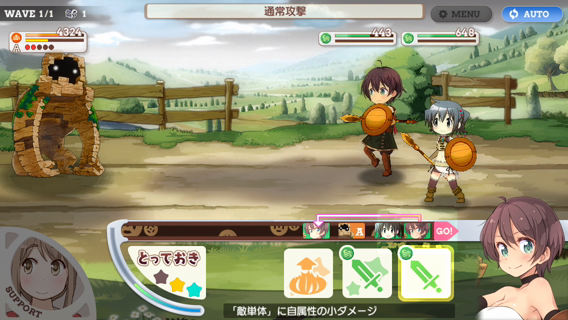 WAVE 1/1
1
通常攻撃
MENU
AUTO
4324
A
443
648
A
GO!
とっておき
SUPPORT
「敵単体」に自属性の小ダメージ